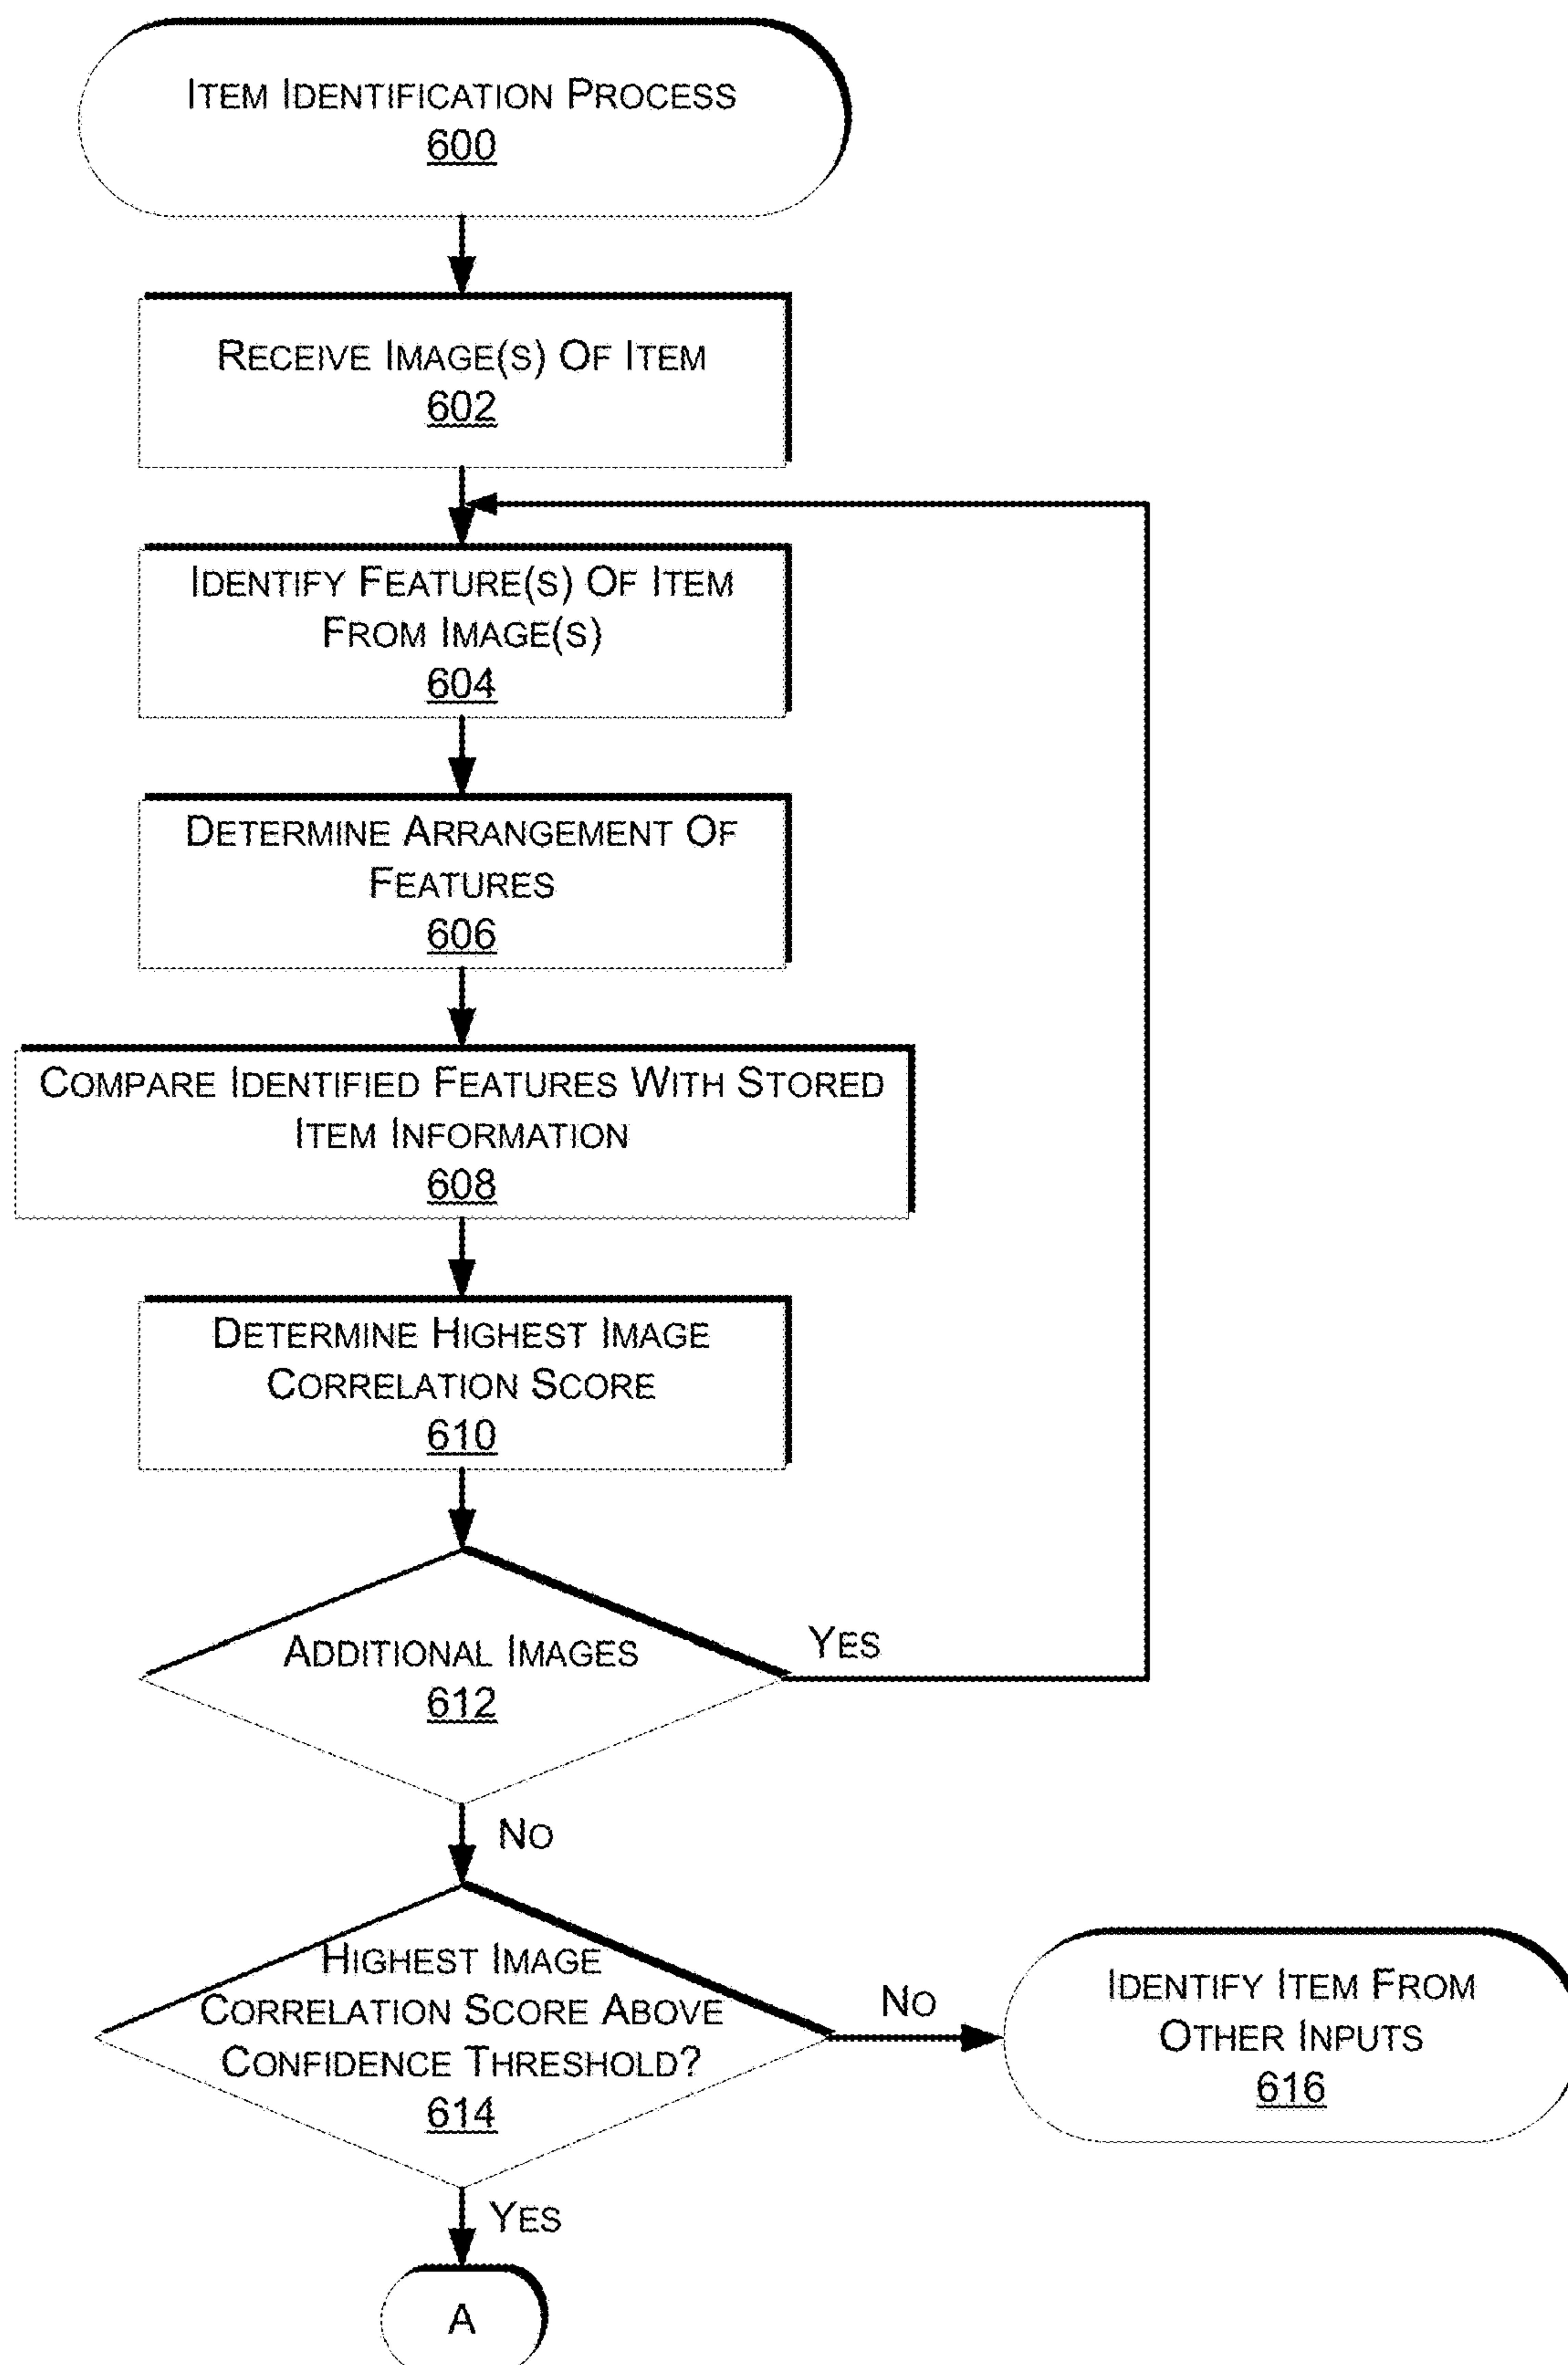 ITEM IDENTIFICATION PROCESS
600
RECEIVE IMAGE(S) OF ITEM
602
IDENTIFY FEATURE(S) OF ITEM
FROM IMAGE(S)
604
DETERMINE ARRANGEMENT OF
FEATURES
606
COMPARE IDENTIFIED FEATURES WITH STORED
ITEM INFORMATION
608
DETERMINE HIGHEST IMAGE
CORRELATION SCORE
610
ADDITIONAL IMAGES
612
YES
NO
HIGHEST IMAGE
CORRELATION SCORE ABOVE
CONFIDENCE THRESHOLD?
614
NO
IDENTIFY ITEM FROM
OTHER INPUTS
616
YES
A